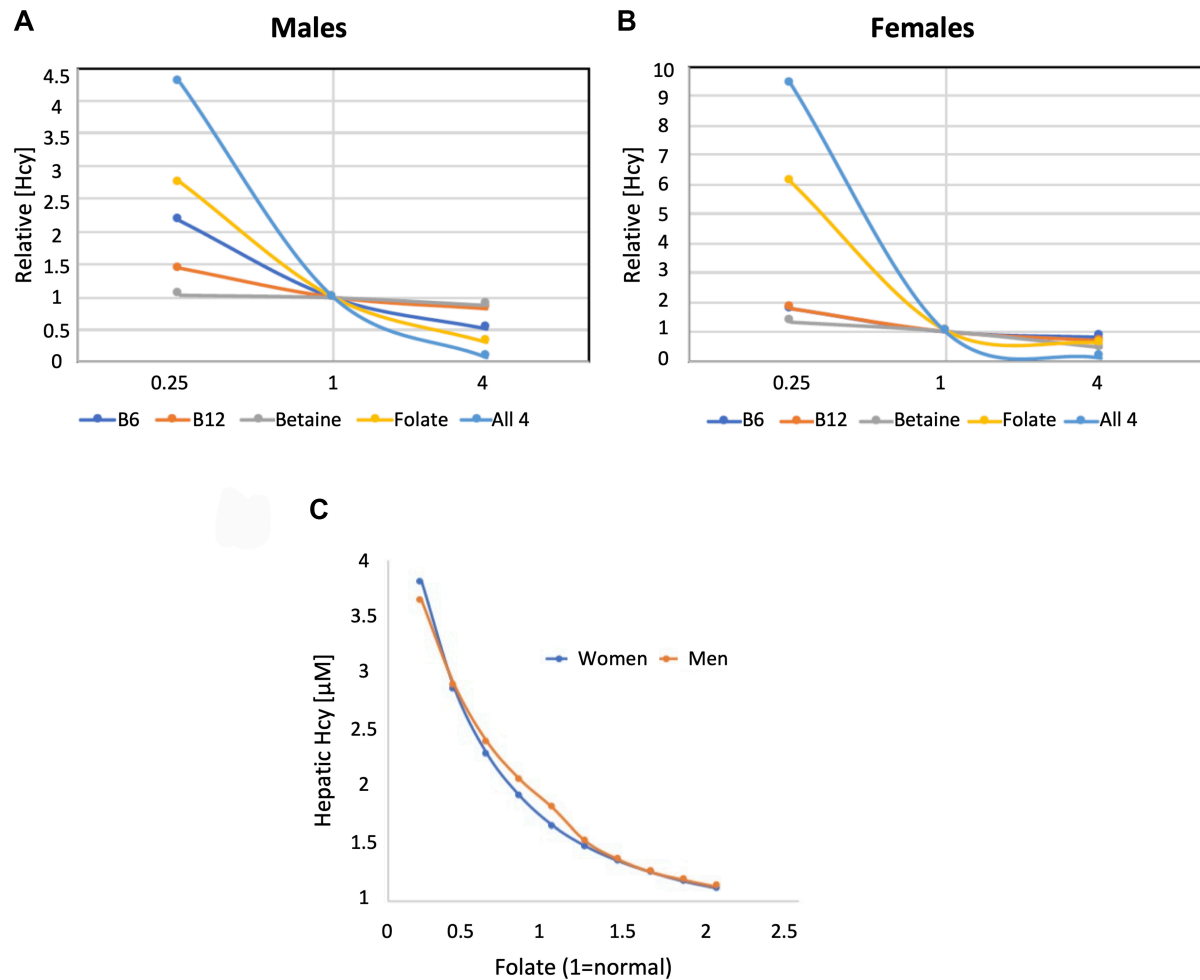 A
Males
Relative [Hcy]
4.5
4
3.5
3
2.5
2
1.5
1
0.5
0
0.25 1 4
B6 B12 Betaine Folate All 4
B
Females
Relative [Hcy]
10
9
8
7
6
5
4
3
2
1
0
0.25 1 4
B6 B12 Betaine Folate All 4
C
Hepatic Hcy [µM]
4
3.5
3
2.5
2
1.5
1
Women Men
0 0.5 1 1.5 2 2.5
Folate (1=normal)